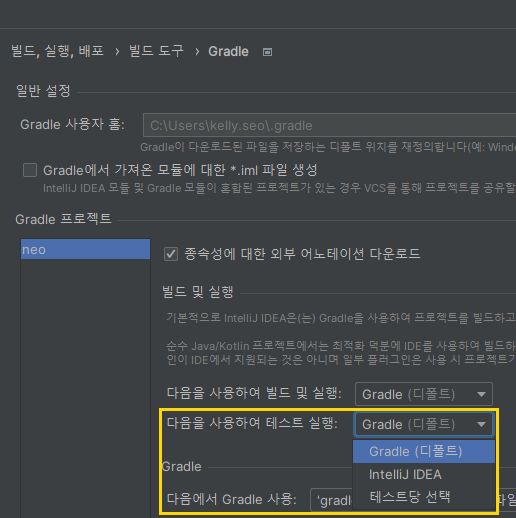 빌드, 실행, 배포 › 빌드 도구 › Gradle
일반 설정
Gradle 사용자 홈: C:\Users\kelly.seo\.gradle
Gradle이 다운로드된 파일을 저장하는 디폴트 위치를 재정의합니다(예: Windo
Gradle에서 가져온 모듈에 대한 *.iml 파일 생성
IntelliJ IDEA 모듈 및 Gradle 모듈이 혼합된 프로젝트가 있는 경우 VCS를 통해 프로젝트를 공유할
Gradle 프로젝트
neo
종속성에 대한 외부 어노테이션 다운로드
빌드 및 실행
기본적으로 IntelliJ IDEA은(는) Gradle을 사용하여 프로젝트를 빌드하고
순수 Java/Kotlin 프로젝트에서는 최적화 덕분에 IDE를 사용하여 빌드하
인이 IDE에서 지원되는 것은 아니며 일부 플러그인은 사용 시 프로젝트가
다음을 사용하여 빌드 및 실행: Gradle (디폴트)
다음을 사용하여 테스트 실행: Gradle (디폴트)
Gradle (디폴트)
Gradle
IntelliJ IDEA
테스트당 선택
다음에서 Gradle 사용: 'gradle 파일